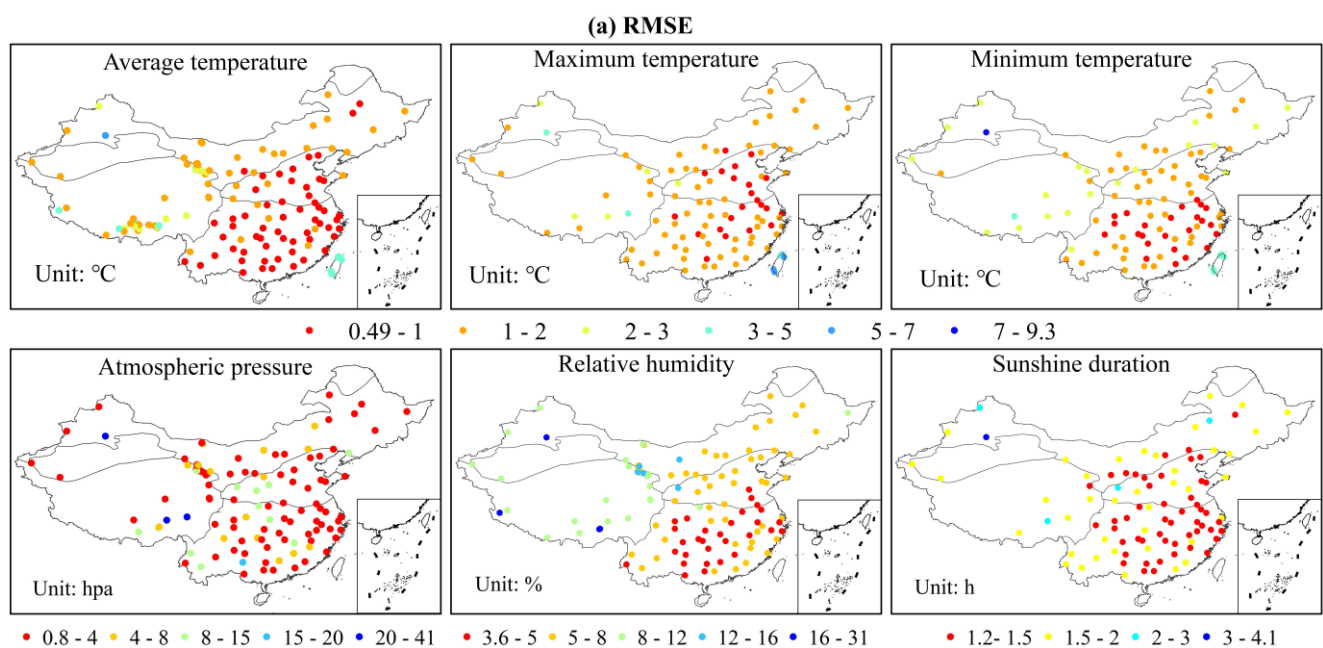 (a) RMSE
Average temperature
Maximum temperature
Minimum temperature
Unit: ℃
Unit: ℃
Unit: ℃
0.49 - 1
1 - 2
2 - 3
3 - 5
5 - 7
7 - 9.3
Atmospheric pressure
Relative humidity
Sunshine duration
Unit: hpa
Unit: %
Unit: h
0.8 - 4
4 - 8
8 - 15
15 - 20
20 - 41
3.6 - 5
5 - 8
8 - 12
12 - 16
16 - 31
1.2- 1.5
1.5 - 2
2 - 3
3 - 4.1